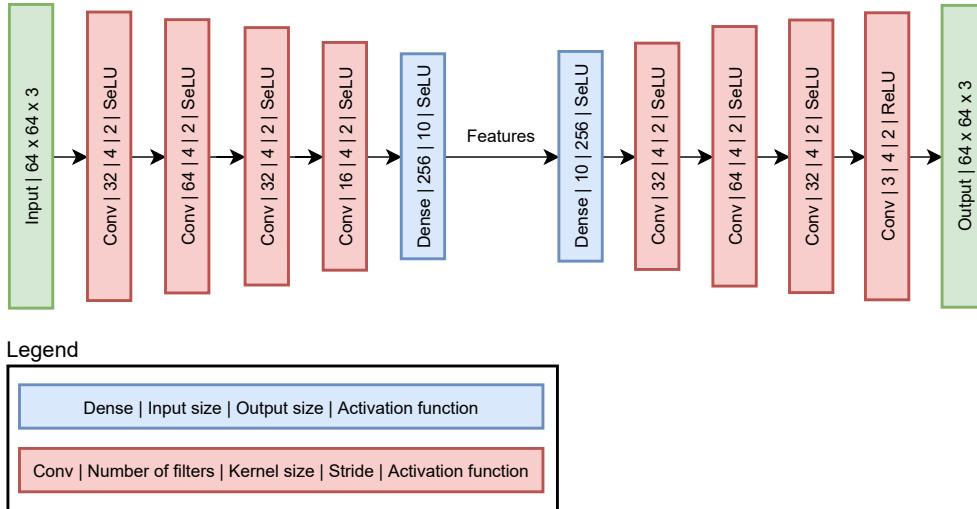 Input | 64 x 64 x 3
Conv | 32 | 4 | 2 | SeLU
Conv | 64 | 4 | 2 | SeLU
Conv | 32 | 4 | 2 | SeLU
Conv | 16 | 4 | 2 | SeLU
Dense | 256 | 10 | SeLU
Features
Dense | 10 | 256 | SeLU
Conv | 32 | 4 | 2 | SeLU
Conv | 64 | 4 | 2 | SeLU
Conv | 32 | 4 | 2 | SeLU
Conv | 3 | 4 | 2 | ReLU
Output | 64 x 64 x 3
Legend
Dense | Input size | Output size | Activation function
Conv | Number of filters | Kernel size | Stride | Activation function